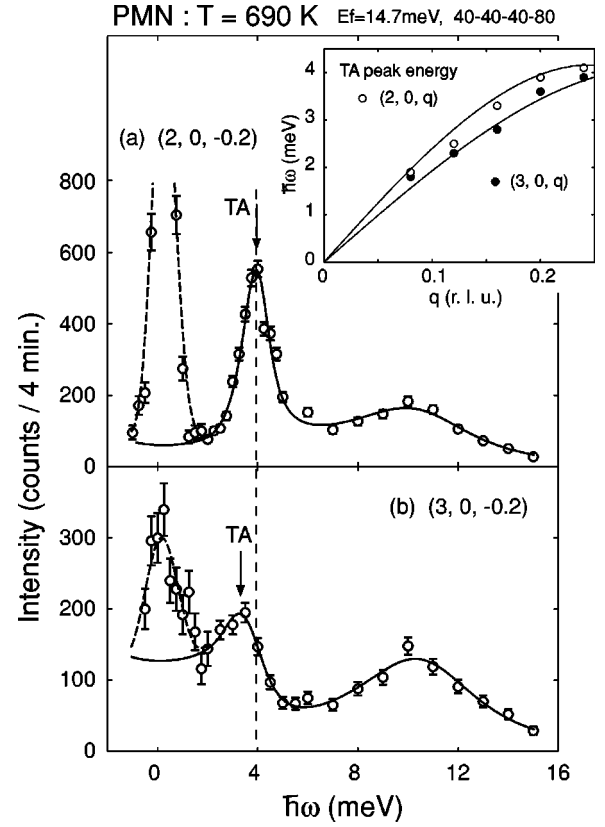 PMN : T = 690 K Ef=14.7meV, 40-40-40-80
TA peak energy
(2, 0, q)
(3, 0, q)
ħω (meV)
4
3
2
1
0
0 0.1 0.2
q (r. l. u.)
(a) (2, 0, -0.2)
TA
800
600
400
200
0
(b) (3, 0, -0.2)
TA
300
200
100
0
Intensity (counts / 4 min.)
0 4 8 12 16
ħω (meV)